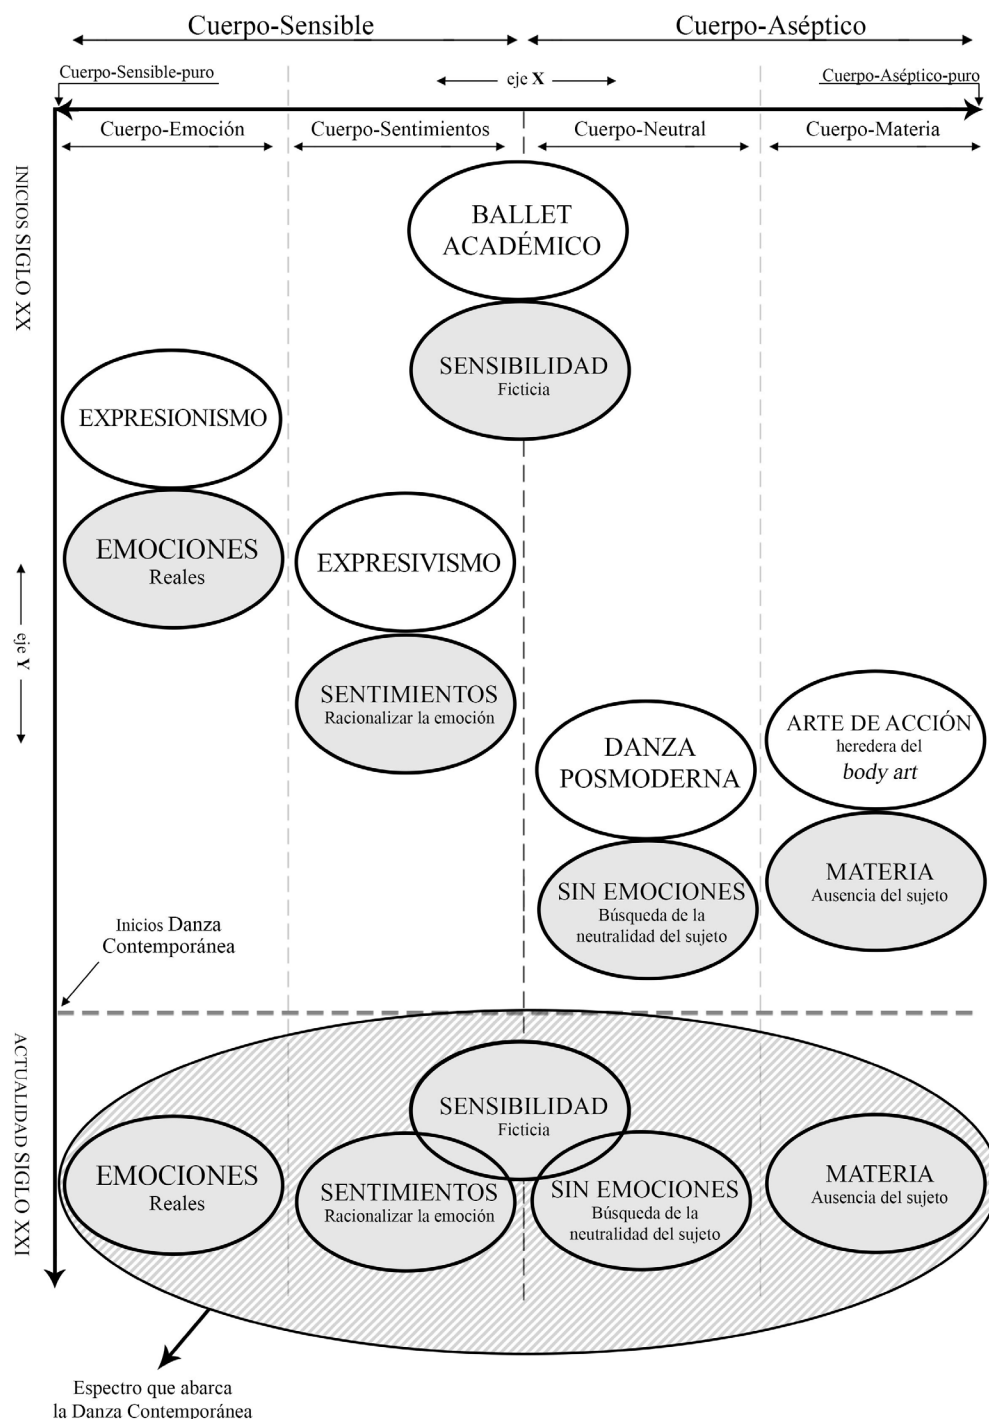 Cuerpo-Sensible
Cuerpo-Aséptico
Cuerpo-Sensible-puro
eje X
Cuerpo-Aséptico-puro
Cuerpo-Emoción
Cuerpo-Sentimientos
Cuerpo-Neutral
Cuerpo-Materia
INICIOS SIGLO XX
BALLET
ACADÉMICO
SENSIBILIDAD
Ficticia
EXPRESIONISMO
EMOCIONES
Reales
EXPRESIVISMO
SENTIMIENTOS
Racionalizar la emoción
eje Y
DANZA
POSMODERNA
ARTE DE ACCIÓN
heredera del
body art
SIN EMOCIONES
Búsqueda de la
neutralidad del sujeto
MATERIA
Ausencia del sujeto
Inicios Danza
Contemporánea
ACTUALIDAD SIGLO XXI
SENSIBILIDAD
Ficticia
EMOCIONES
Reales
SENTIMIENTOS
Racionalizar la emoción
SIN EMOCIONES
Búsqueda de la
neutralidad del sujeto
MATERIA
Ausencia del sujeto
Espectro que abarca
la Danza Contemporánea